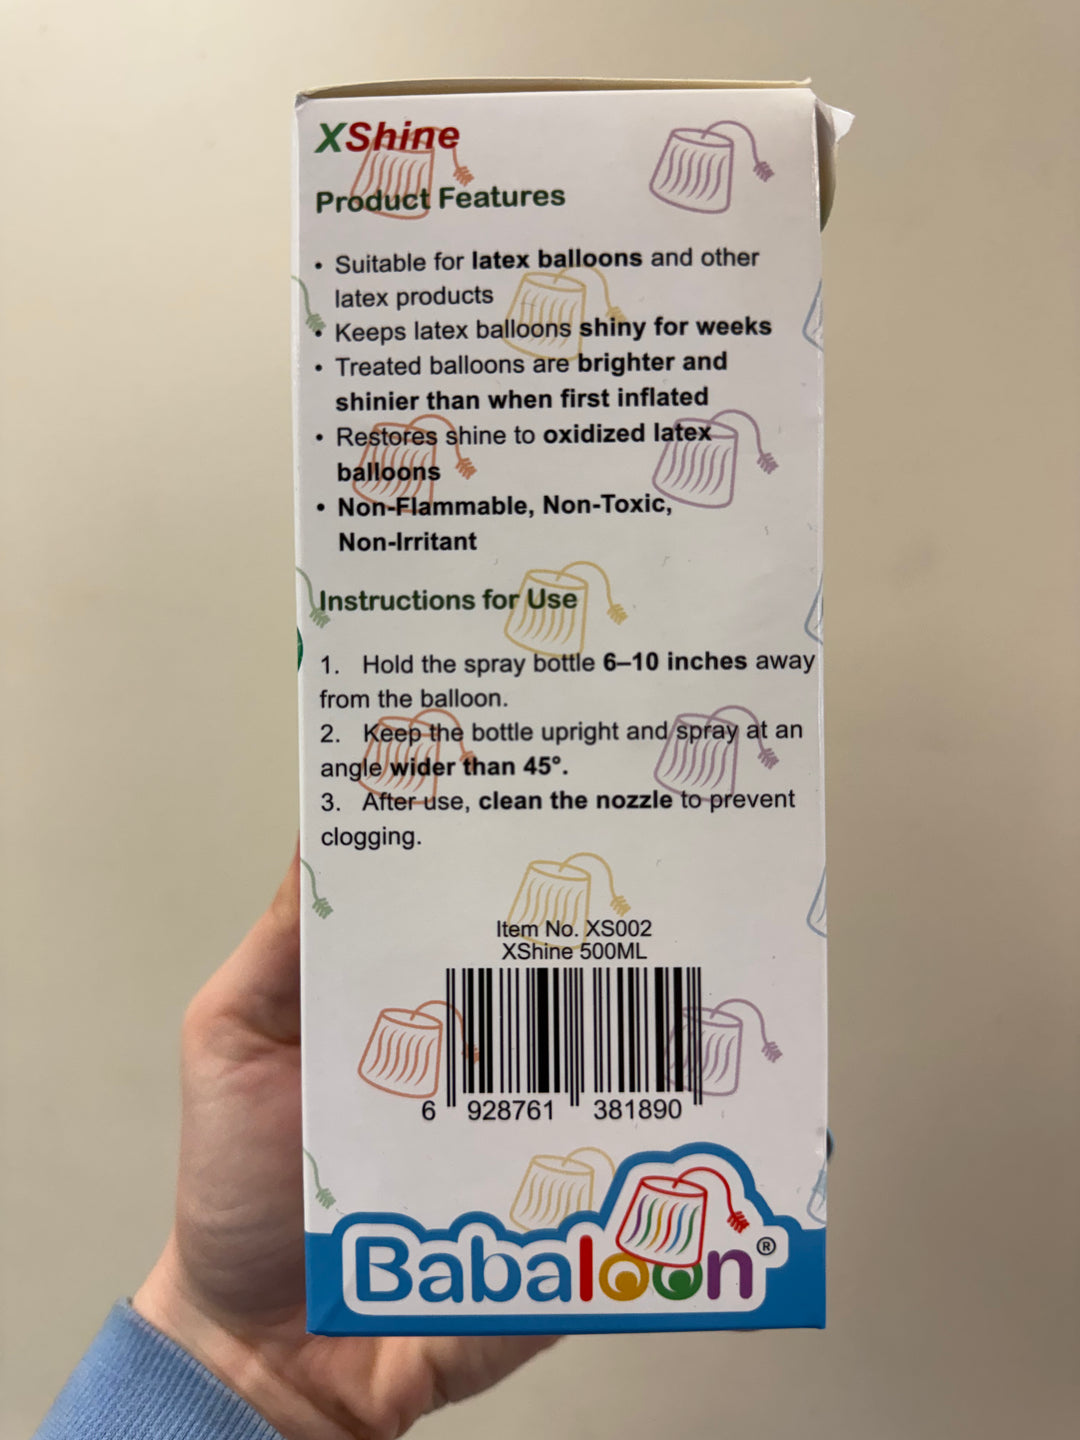 XShine
Product Features
• Suitable for latex balloons and other
latex products
• Keeps latex balloons shiny for weeks
• Treated balloons are brighter and
shinier than when first inflated
• Restores shine to oxidized latex
balloons
• Non-Flammable, Non-Toxic,
Non-Irritant
Instructions for Use
1. Hold the spray bottle 6–10 inches away
from the balloon.
2. Keep the bottle upright and spray at an
angle wider than 45°.
3. After use, clean the nozzle to prevent
clogging.
Item No. XS002
XShine 500ML
6 928761 381890
Babaloon®